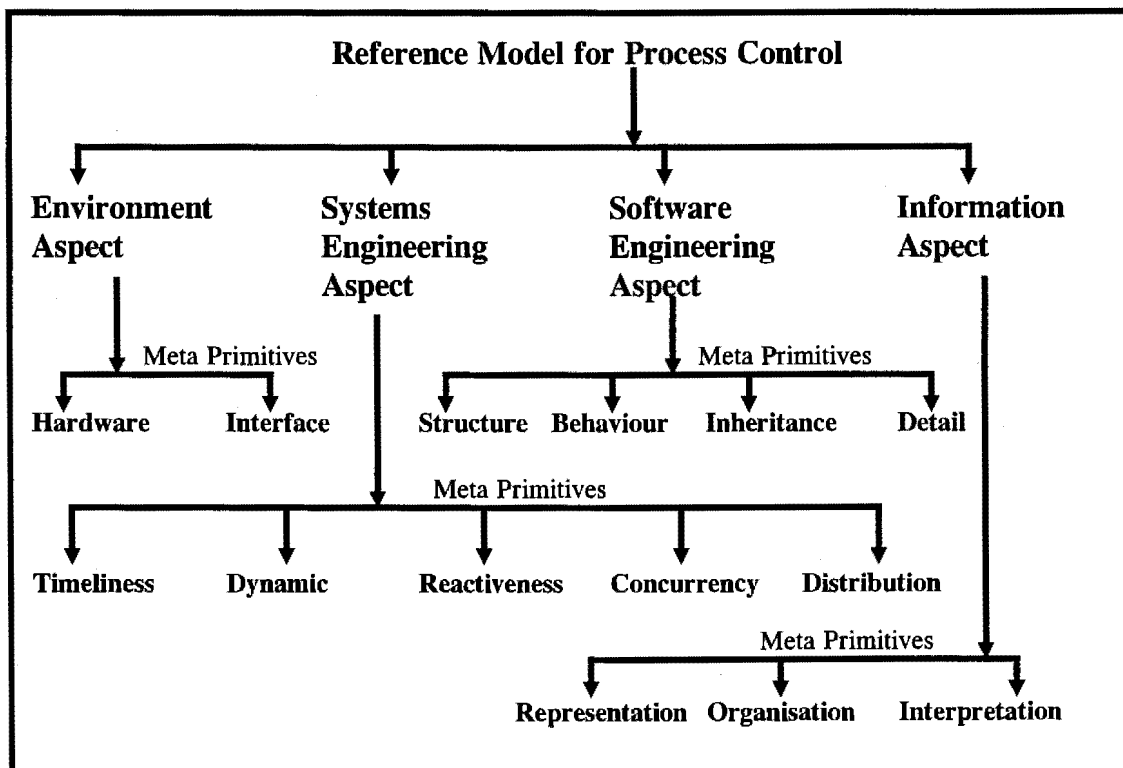 Reference Model for Process Control
Environment
Aspect
Systems
Engineering
Aspect
Software
Engineering
Aspect
Information
Aspect
Meta Primitives
Hardware
Interface
Meta Primitives
Structure
Behaviour
Inheritance
Detail
Meta Primitives
Timeliness
Dynamic
Reactiveness
Concurrency
Distribution
Meta Primitives
Representation
Organisation
Interpretation